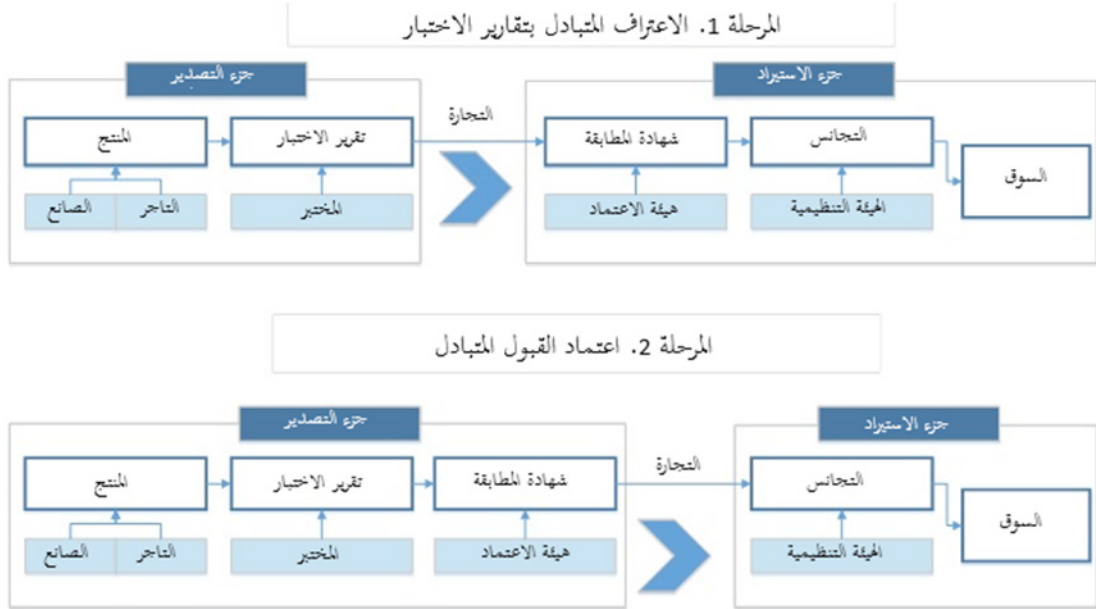 المرحلة 1. الاعتراف المتبادل بتقارير الاختبار
جزء التصدير
جزء الاستيراد
المنتج
تقرير الاختبار
التجارة
شهادة المطابقة
التجانس
السوق
الصانع
التاجر
المختبر
هيئة الاعتماد
الهيئة التنظيمية
المرحلة 2. اعتماد القبول المتبادل
جزء التصدير
جزء الاستيراد
المنتج
تقرير الاختبار
شهادة المطابقة
التجارة
التجانس
السوق
الصانع
التاجر
المختبر
هيئة الاعتماد
الهيئة التنظيمية